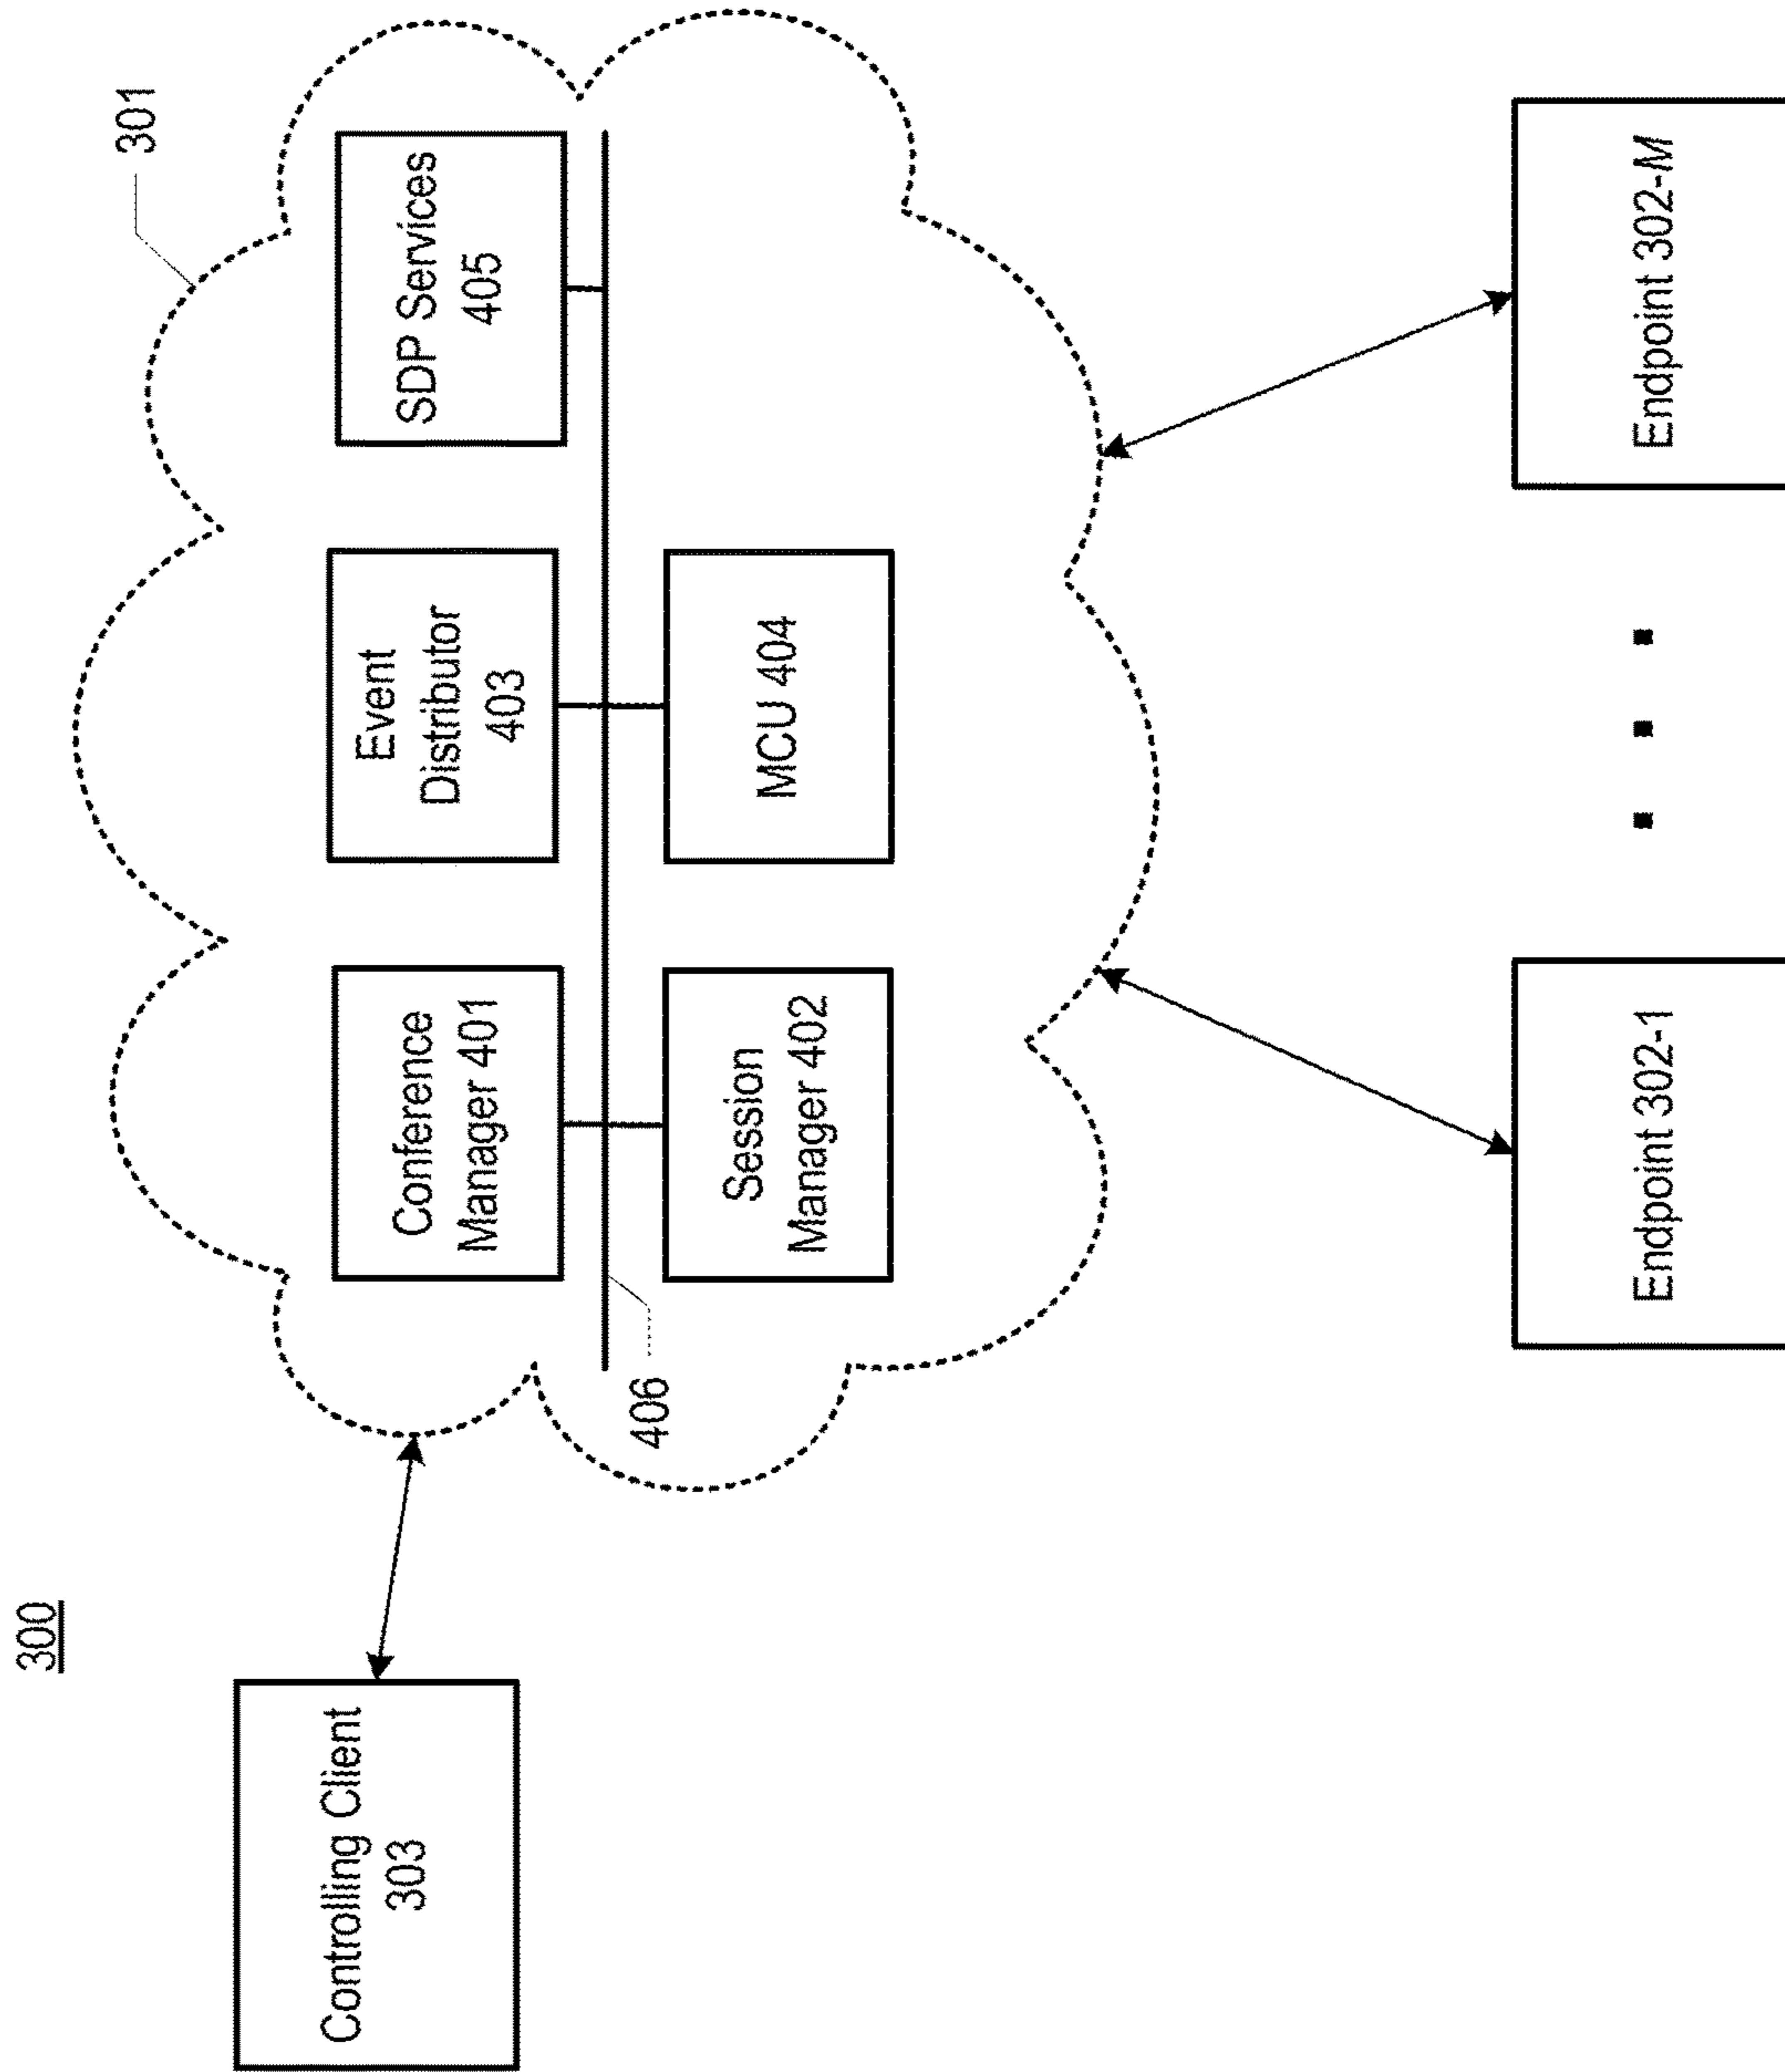 300
301
Controlling Client
303
Conference
Manager 401
Event
Distributor
403
SDP Services
405
406
Session
Manager 402
MCU 404
Endpoint 302-1
Endpoint 302-M